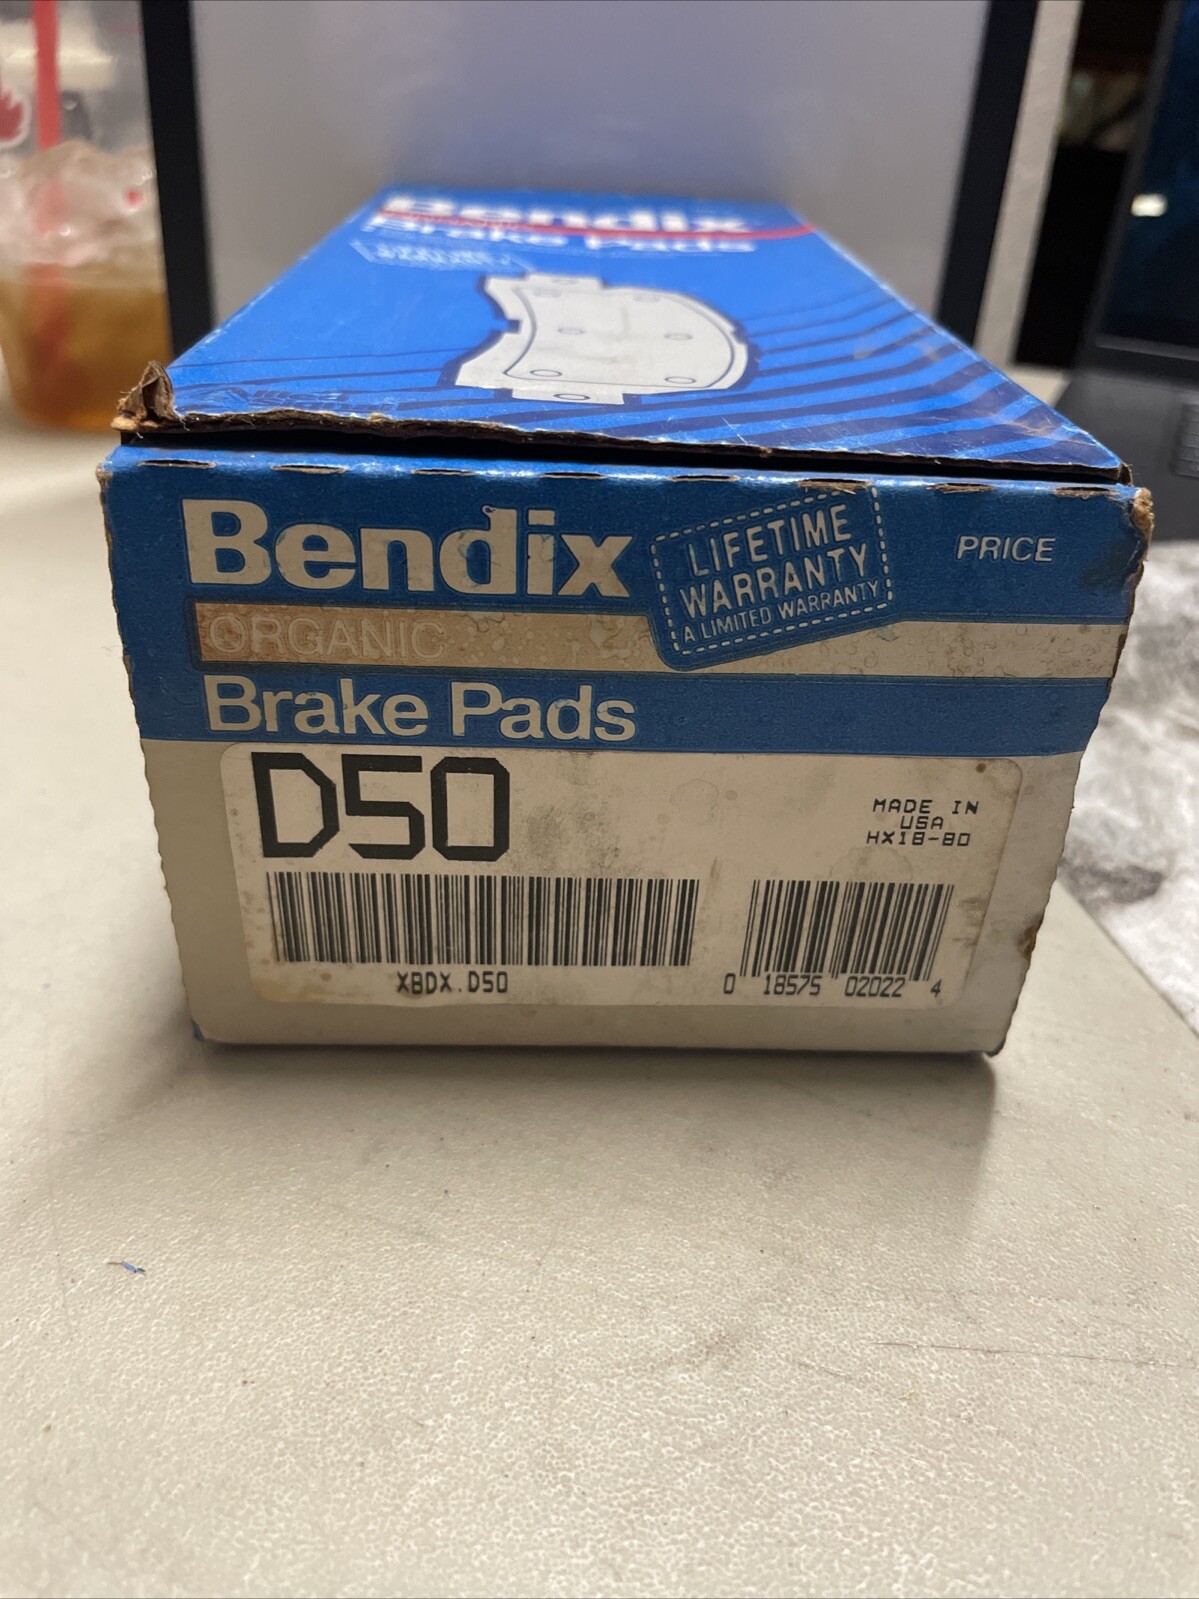 Bendix
Brake Pads
Bendix
LIFETIME
WARRANTY
A LIMITED WARRANTY
PRICE
ORGANIC
Brake Pads
D50
MADE IN
USA
HX18-80
XBDX.D50
0 18575 02022 4